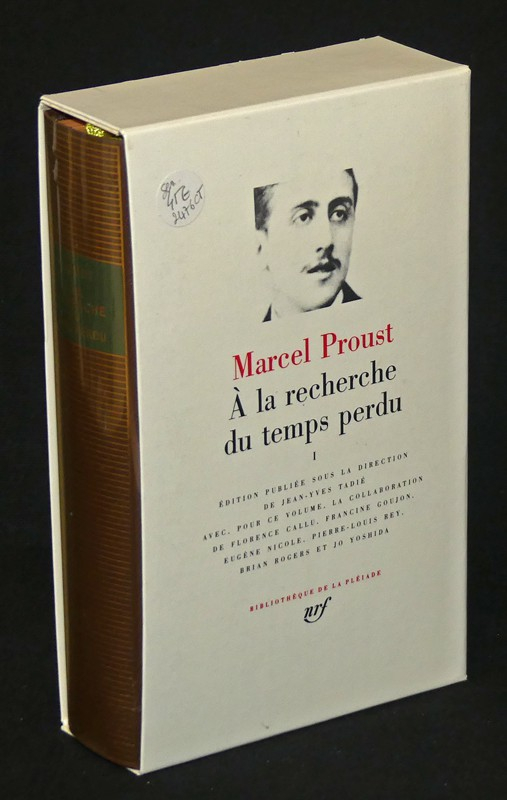 Marcel Proust
À la recherche
du temps perdu
I
ÉDITION PUBLIÉE SOUS LA DIRECTION
DE JEAN-YVES TADIÉ
AVEC, POUR CE VOLUME, LA COLLABORATION
DE FLORENCE CALLU, FRANCINE GOUJON,
EUGÈNE NICOLE, PIERRE-LOUIS REY,
BRIAN ROGERS ET JO YOSHIDA
BIBLIOTHÈQUE DE LA PLÉIADE
nrf